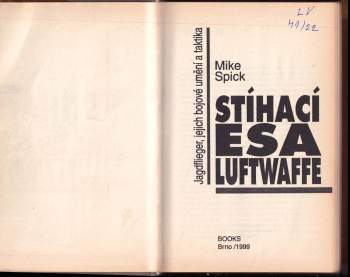 LV
41/22
Jagdflieger, jejich bojové umění a taktika
Mike
Spick
STÍHACÍ
ESA
LUFTWAFFE
BOOKS
Brno /1999